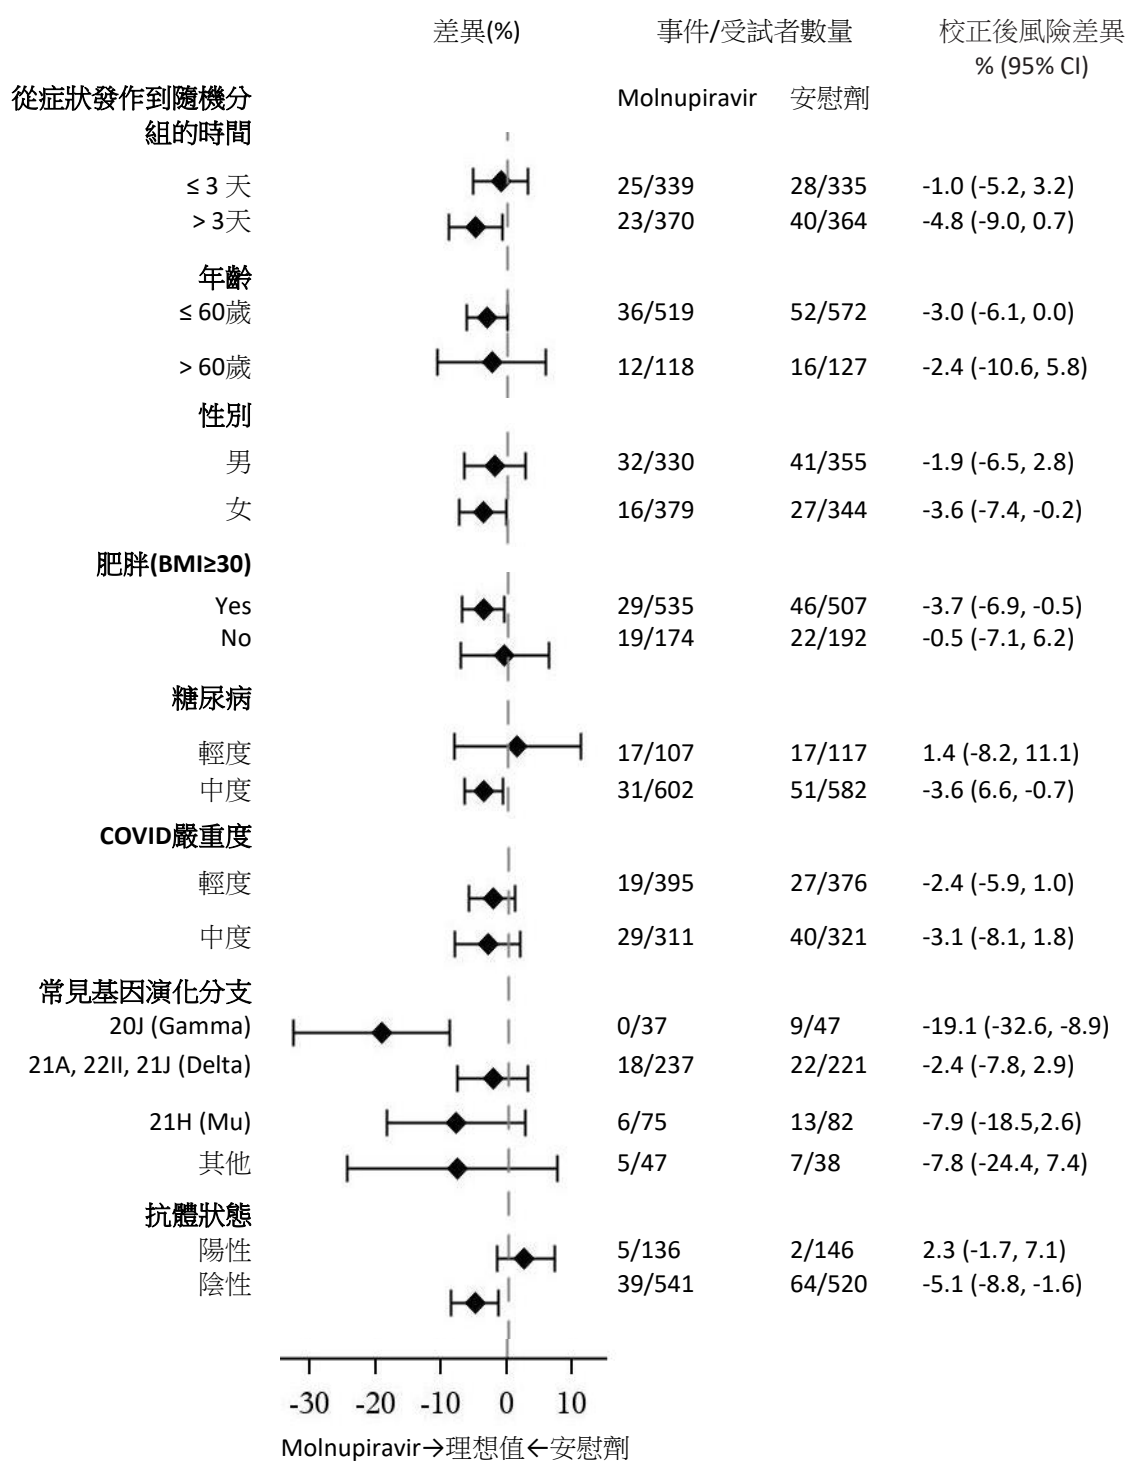 差異(%) 事件/受試者數量 校正後風險差異
% (95% CI)
從症狀發作到隨機分 Molnupiravir 安慰劑
組的時間
≤ 3 天 25/339 28/335 -1.0 (-5.2, 3.2)
> 3天 23/370 40/364 -4.8 (-9.0, 0.7)
年齡
≤ 60歲 36/519 52/572 -3.0 (-6.1, 0.0)
> 60歲 12/118 16/127 -2.4 (-10.6, 5.8)
性別
男 32/330 41/355 -1.9 (-6.5, 2.8)
女 16/379 27/344 -3.6 (-7.4, -0.2)
肥胖(BMI≥30)
Yes 29/535 46/507 -3.7 (-6.9, -0.5)
No 19/174 22/192 -0.5 (-7.1, 6.2)
糖尿病
輕度 17/107 17/117 1.4 (-8.2, 11.1)
中度 31/602 51/582 -3.6 (6.6, -0.7)
COVID嚴重度
輕度 19/395 27/376 -2.4 (-5.9, 1.0)
中度 29/311 40/321 -3.1 (-8.1, 1.8)
常見基因演化分支
20J (Gamma) 0/37 9/47 -19.1 (-32.6, -8.9)
21A, 22II, 21J (Delta) 18/237 22/221 -2.4 (-7.8, 2.9)
21H (Mu) 6/75 13/82 -7.9 (-18.5,2.6)
其他 5/47 7/38 -7.8 (-24.4, 7.4)
抗體狀態
陽性 5/136 2/146 2.3 (-1.7, 7.1)
陰性 39/541 64/520 -5.1 (-8.8, -1.6)
-30 -20 -10 0 10
Molnupiravir→理想值←安慰劑